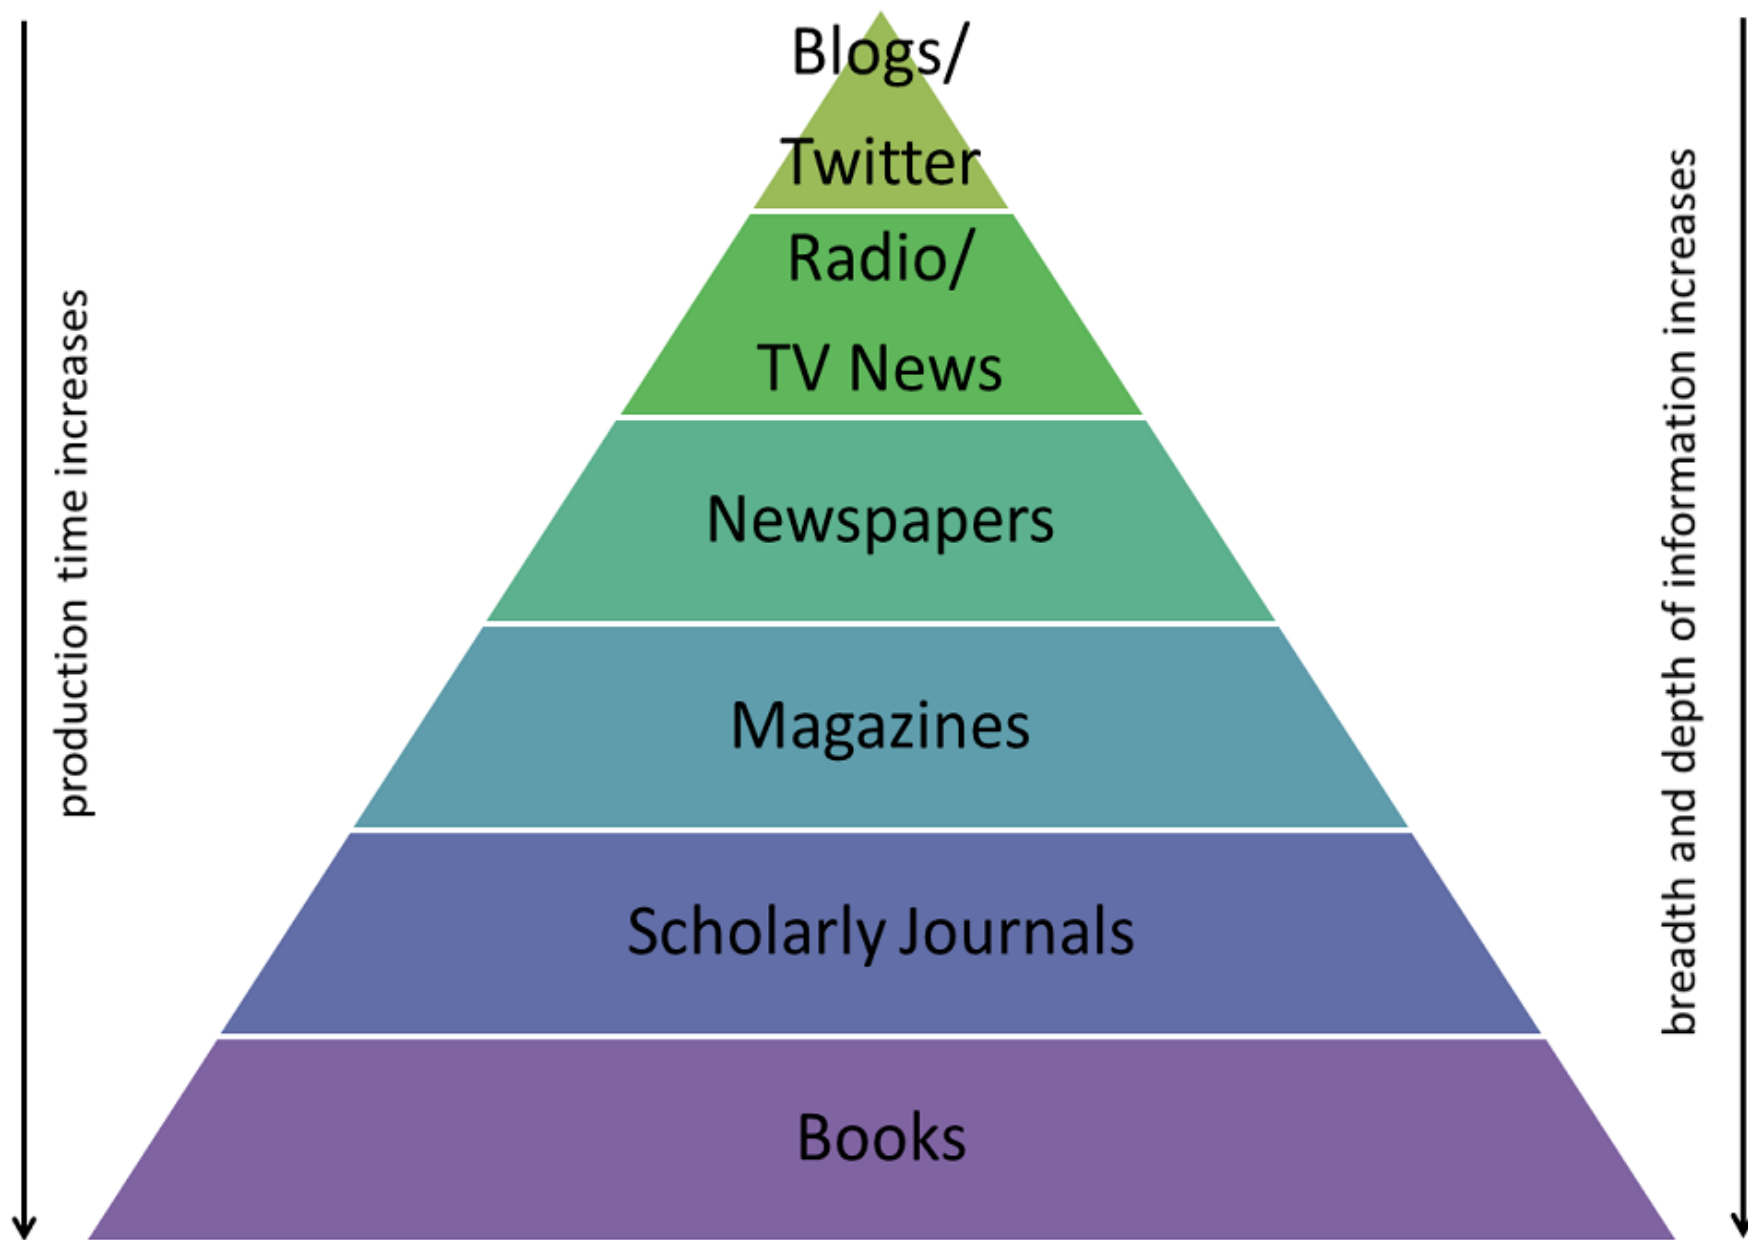 Blogs/
Twitter
Radio/
TV News
Newspapers
Magazines
Scholarly Journals
Books
production time increases
breadth and depth of information increases